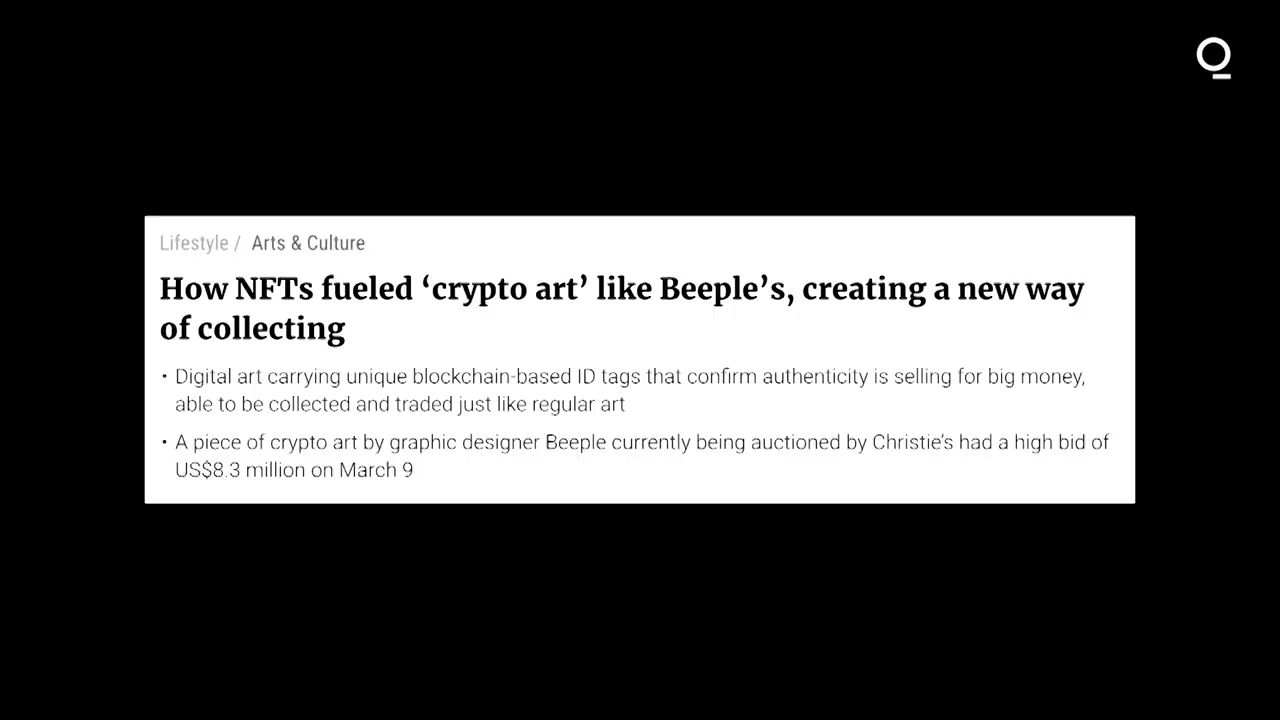 Lifestyle / Arts & Culture
How NFTs fueled ‘crypto art’ like Beeple’s, creating a new way
of collecting
• Digital art carrying unique blockchain-based ID tags that confirm authenticity is selling for big money,
able to be collected and traded just like regular art
• A piece of crypto art by graphic designer Beeple currently being auctioned by Christie’s had a high bid of
US$8.3 million on March 9